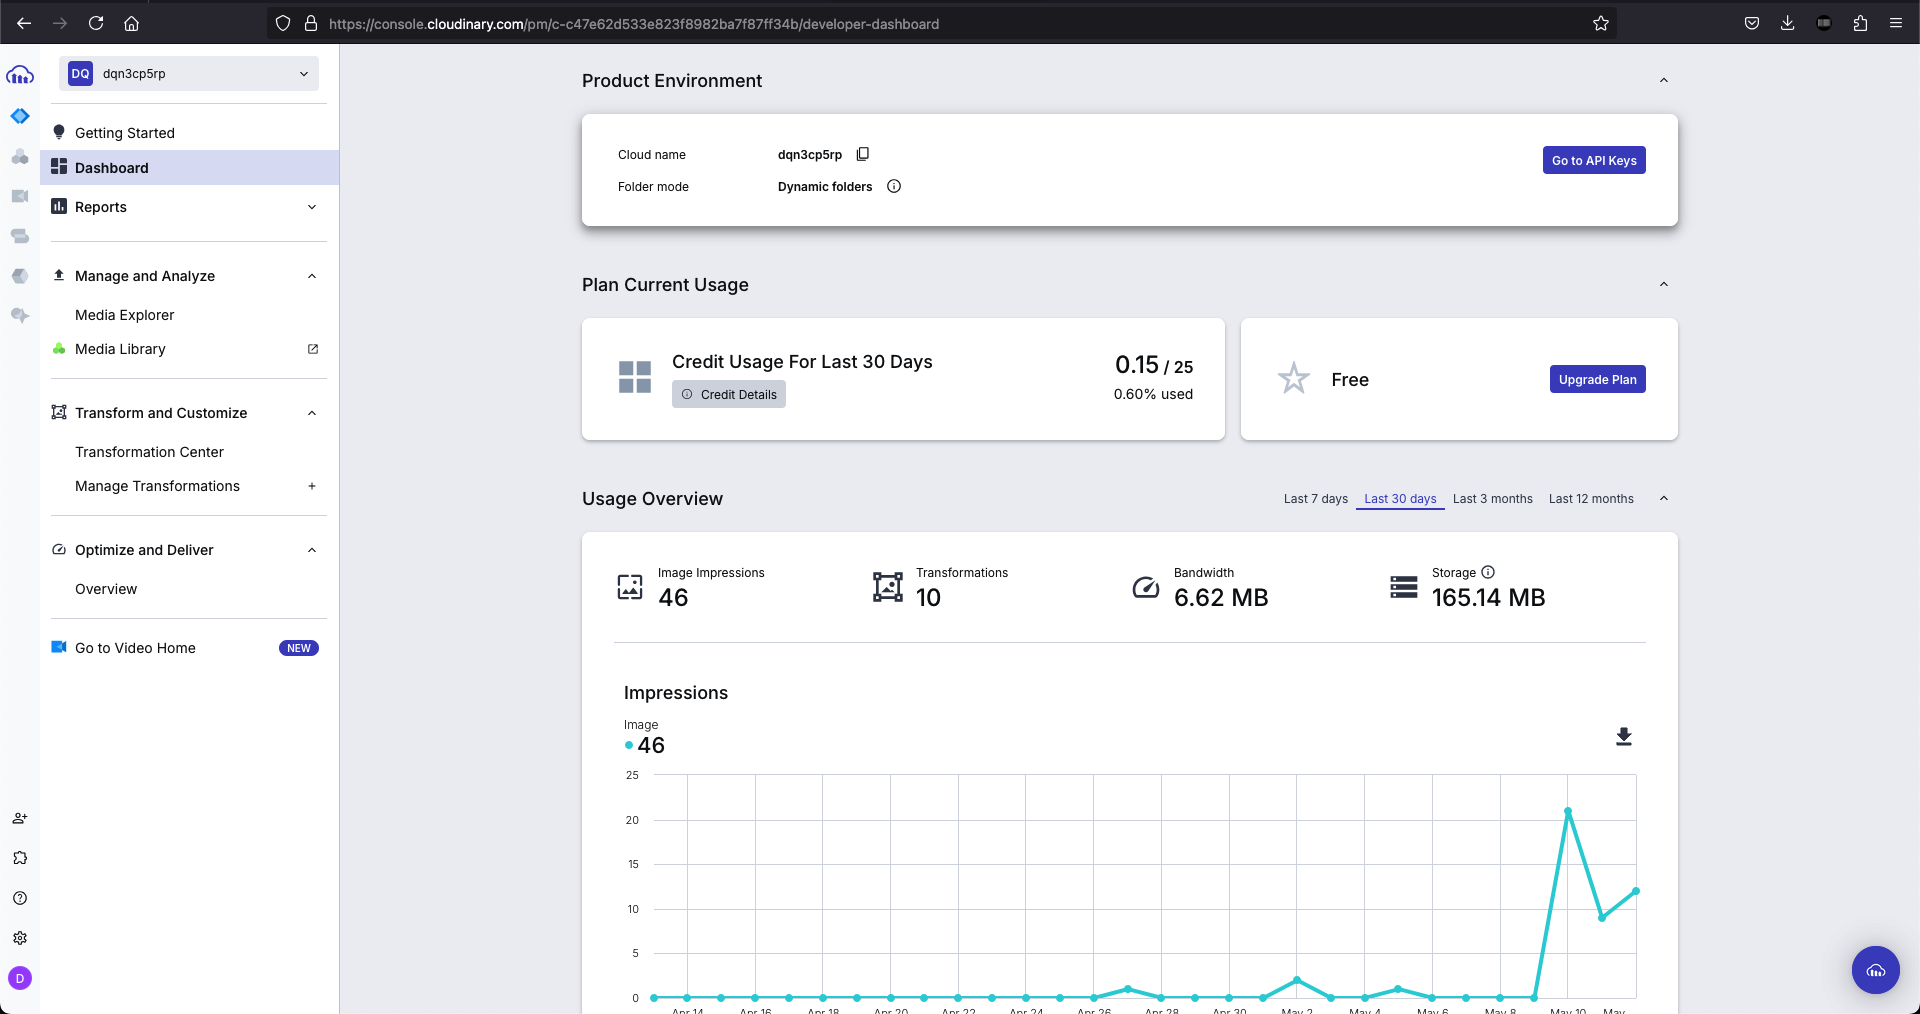 https://console.cloudinary.com/pm/c-c47e62d533e823f8982ba7f87ff34b/developer-dashboard
DQ dqn3cp5rp
Getting Started
Dashboard
Reports
Manage and Analyze
Media Explorer
Media Library
Transform and Customize
Transformation Center
Manage Transformations +
Optimize and Deliver
Overview
Go to Video Home NEW
D
Product Environment
Cloud name dqn3cp5rp
Go to API Keys
Folder mode Dynamic folders
Plan Current Usage
Credit Usage For Last 30 Days
Credit Details
0.15 / 25
0.60% used
Free
Upgrade Plan
Usage Overview
Last 7 days Last 30 days Last 3 months Last 12 months
Image Impressions
46
Transformations
10
Bandwidth
6.62 MB
Storage
165.14 MB
Impressions
Image
46
25
20
15
10
5
0
Apr 14 Apr 16 Apr 18 Apr 20 Apr 22 Apr 24 Apr 26 Apr 28 Apr 30 May 2 May 4 May 6 May 8 May 10 May